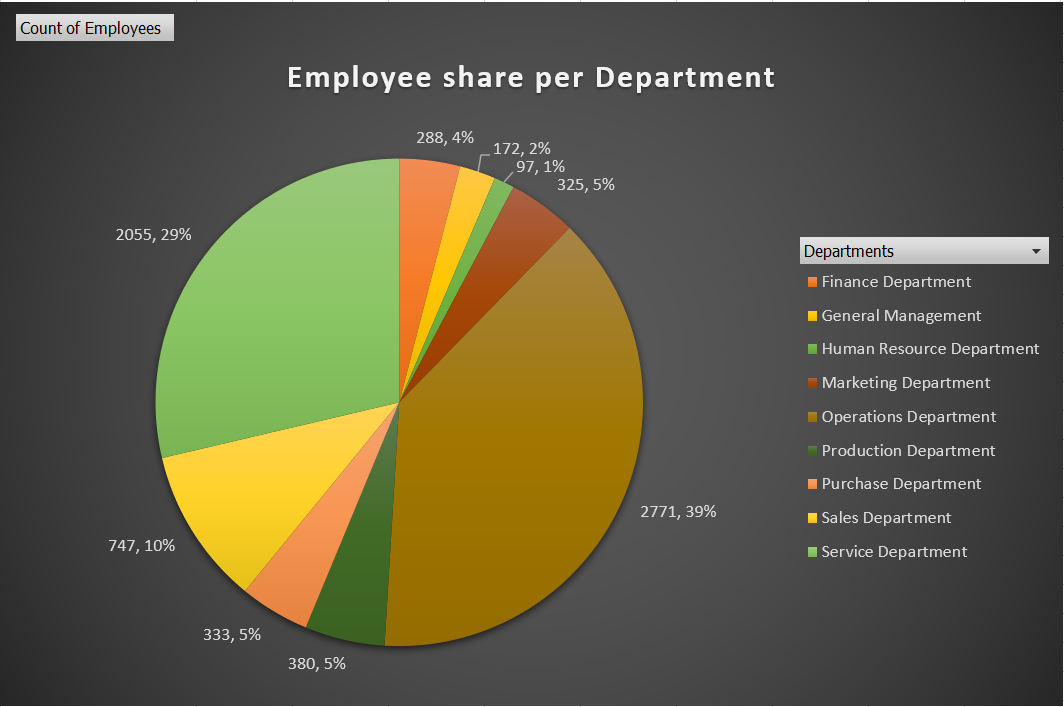 Count of Employees
Employee share per Department
288, 4%
172, 2%
97, 1%
325, 5%
2055, 29%
2771, 39%
747, 10%
333, 5%
380, 5%
Departments
Finance Department
General Management
Human Resource Department
Marketing Department
Operations Department
Production Department
Purchase Department
Sales Department
Service Department